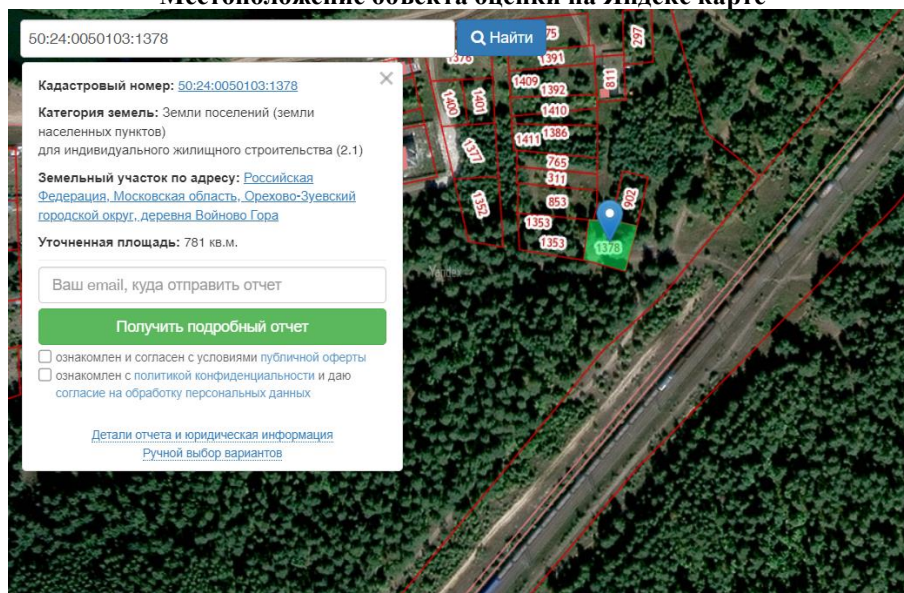 Местоположение объекта оценки на Яндекс карте
50:24:0050103:1378
Найти
Кадастровый номер: 50:24:0050103:1378
Категория земель: Земли поселений (земли
населенных пунктов)
для индивидуального жилищного строительства (2.1)
Земельный участок по адресу: Российская
Федерация, Московская область, Орехово-Зуевский
городской округ, деревня Войново Гора
Уточненная площадь: 781 кв.м.
Ваш email, куда отправить отчет
Получить подробный отчет
ознакомлен и согласен с условиями публичной оферты
ознакомлен с политикой конфиденциальности и даю
согласие на обработку персональных данных
Детали отчета и юридическая информация
Ручной выбор вариантов
75
297
1376
1391
1409
811
1392
1400
1401
1410
1386
1411
1377
765
311
1352
853
902
1353
1353
1378
Yandex